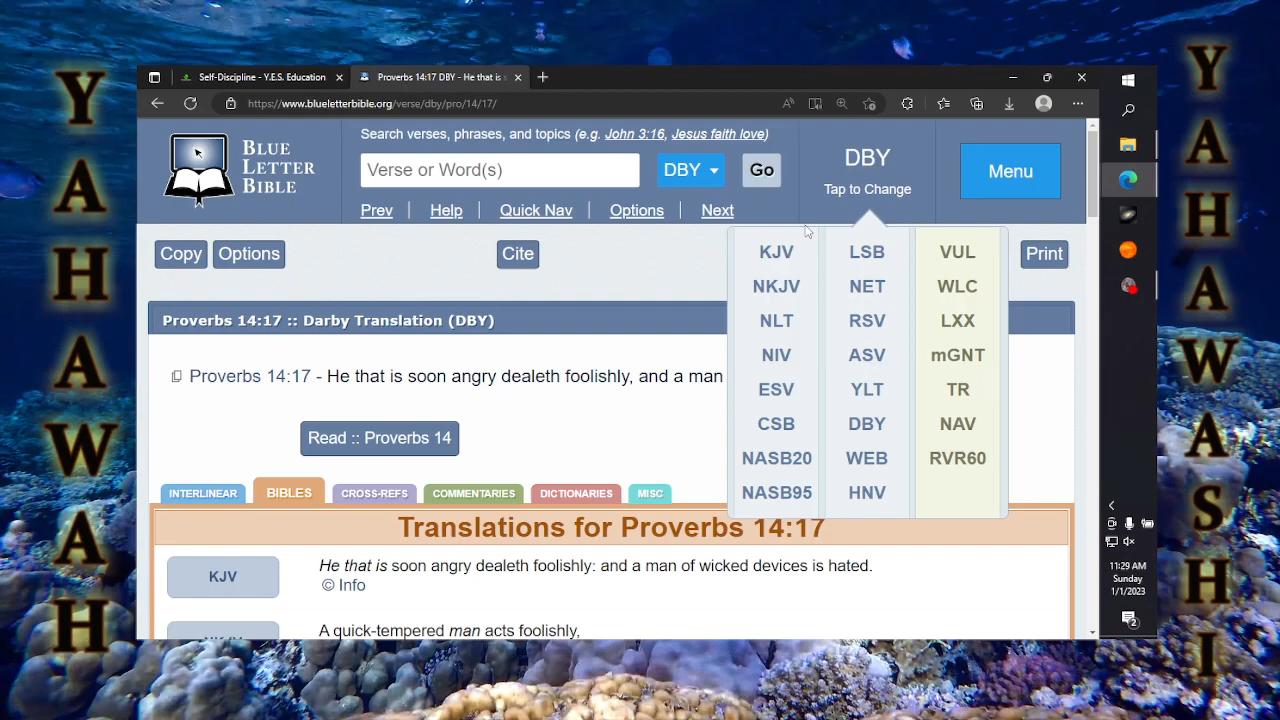 YAHAWAH
Self-Discipline - Y.E.S. Education
Proverbs 14:17 DBY - He that is s
https://www.blueletterbible.org/verse/dby/pro/14/17/
BLUE
LETTER
BIBLE
Search verses, phrases, and topics (e.g. John 3:16, Jesus faith love)
Verse or Word(s)
DBY
Go
Prev
Help
Quick Nav
Options
Next
DBY
Tap to Change
Menu
Copy
Options
Cite
Print
KJV
NKJV
NLT
NIV
ESV
CSB
NASB20
NASB95
LSB
NET
RSV
ASV
YLT
DBY
WEB
HNV
VUL
WLC
LXX
mGNT
TR
NAV
RVR60
Proverbs 14:17 :: Darby Translation (DBY)
Proverbs 14:17 - He that is soon angry dealeth foolishly, and a man
Read :: Proverbs 14
INTERLINEAR
BIBLES
CROSS-REFS
COMMENTARIES
DICTIONARIES
MISC
Translations for Proverbs 14:17
KJV
He that is soon angry dealeth foolishly: and a man of wicked devices is hated.
© Info
A quick-tempered man acts foolishly,
11:29 AM
Sunday
1/1/2023
2
YAHAWASHI